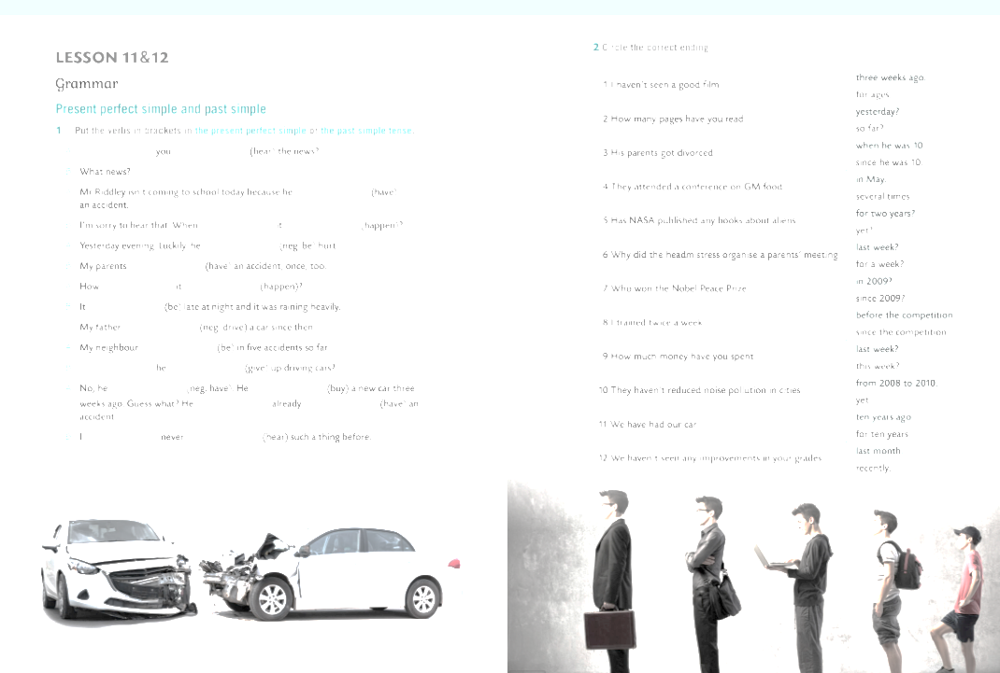 LESSON 11&12
Grammar
Present perfect simple and past simple
1 Put the verbs in brackets in the present perfect simple or the past simple tense.
you (hear) the news?
What news?
Mr Riddley isn't coming to school today because he (have)
an accident.
I'm sorry to hear that. When it (happen)?
Yesterday evening. Luckily, he (neg. be) hurt.
My parents (have) an accident, once, too.
How it (happen)?
It (be) late at night and it was raining heavily.
My father (neg. drive) a car since then.
My neighbour (be) in five accidents so far.
he (give) up driving cars?
No, he (neg. have). He (buy) a new car three
weeks ago. Guess what? He already (have) an
accident.
I never (hear) such a thing before.
2 Circle the correct ending.
1 I haven't seen a good film
three weeks ago.
for ages.
2 How many pages have you read
yesterday?
so far?
3 His parents got divorced
when he was 10.
since he was 10.
4 They attended a conference on GM food
in May.
several times.
5 Has NASA published any books about aliens
for two years?
yet?
6 Why did the headmistress organise a parents' meeting
last week?
for a week?
7 Who won the Nobel Peace Prize
in 2009?
since 2009?
8 I trained twice a week
before the competition.
since the competition.
9 How much money have you spent
last week?
this week?
10 They haven't reduced noise pollution in cities
from 2008 to 2010.
yet.
11 We have had our car
ten years ago.
for ten years.
12 We haven't seen any improvements in your grades
last month.
recently.